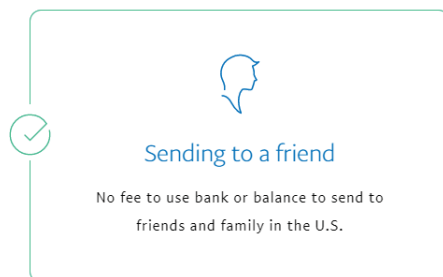 Sending to a friend
No fee to use bank or balance to send to
friends and family in the U.S.